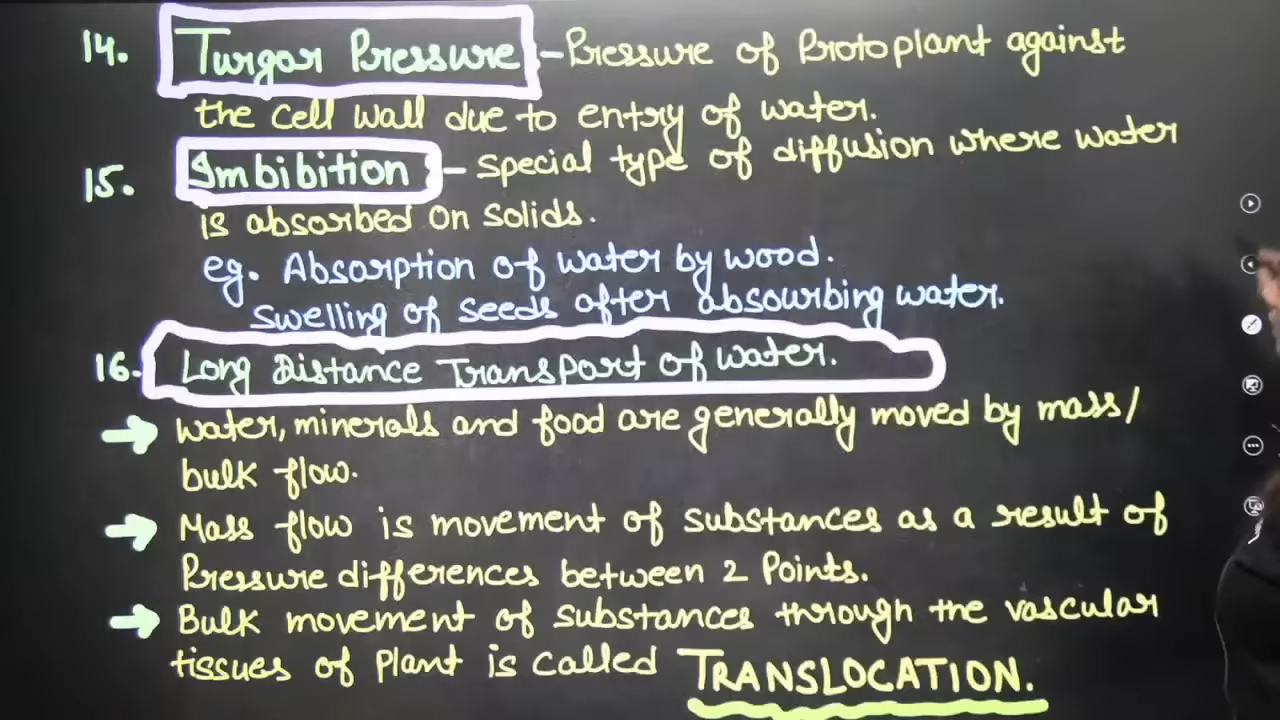 14. Turgor Pressure :- Pressure of Protoplant against
the cell wall due to entry of water.
15. Imbibition :- Special type of diffusion where water
is absorbed on solids.
eg. Absorption of water by wood.
Swelling of seeds after absourbing water.
16. Long Distance Transport of water.
→ Water, minerals and food are generally moved by mass/
bulk flow.
→ Mass flow is movement of substances as a result of
Pressure differences between 2 Points.
→ Bulk movement of substances through the vascular
tissues of Plant is called TRANSLOCATION.